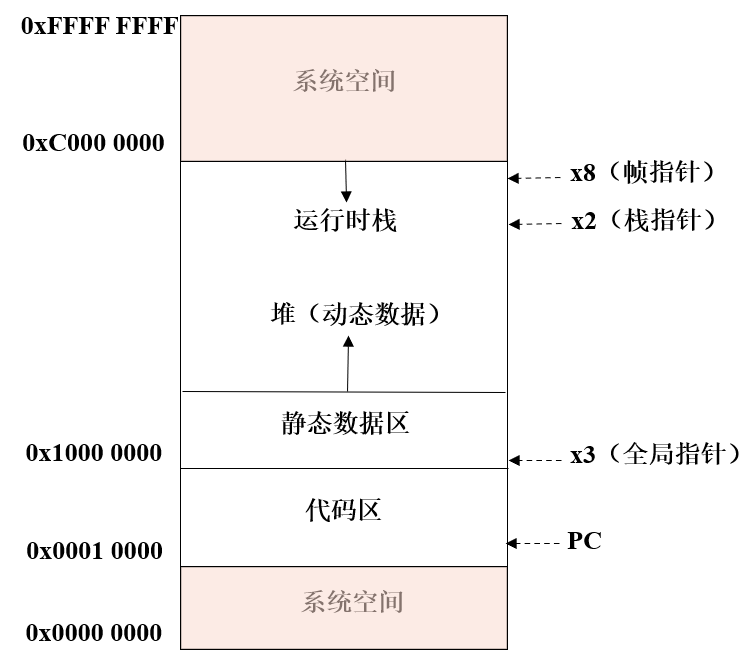 0xFFFF FFFF
系统空间
0xC000 0000
x8（帧指针）
运行时栈
x2（栈指针）
堆（动态数据）
静态数据区
0x1000 0000
x3（全局指针）
代码区
PC
0x0001 0000
系统空间
0x0000 0000